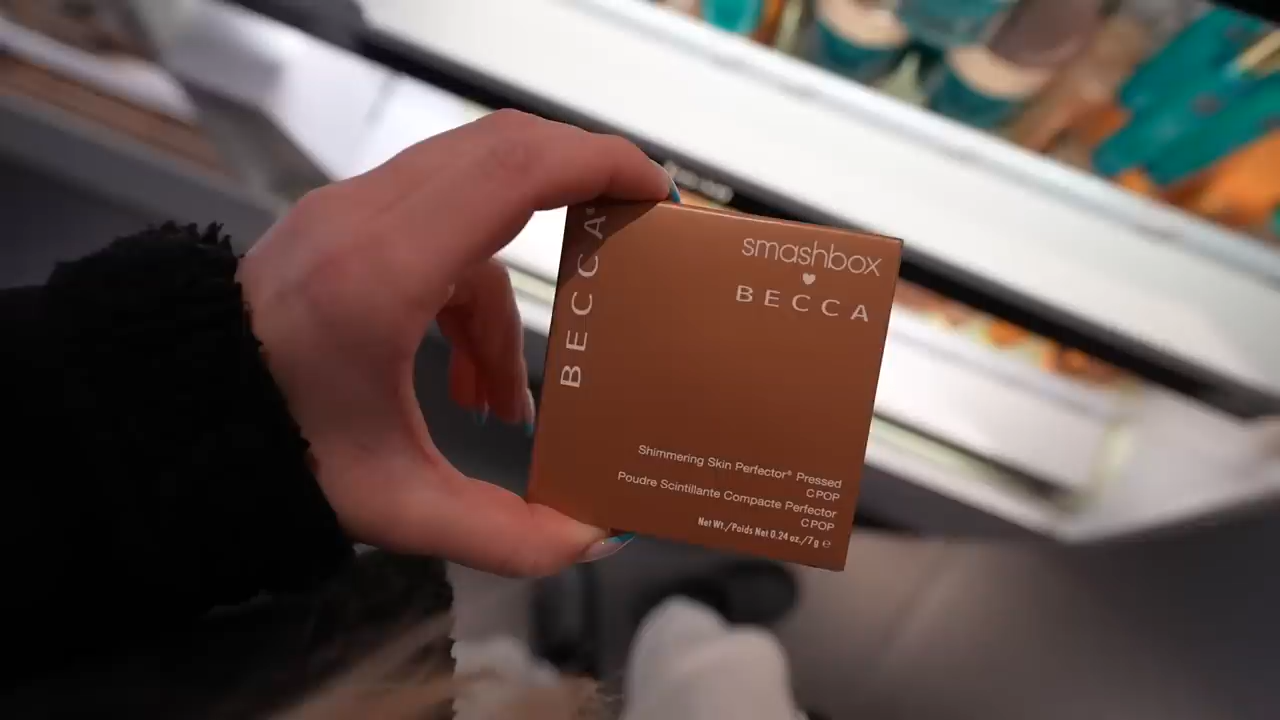 BECCA®
smashbox
BECCA
Shimmering Skin Perfector® Pressed
C POP
Poudre Scintillante Compacte Perfector
C POP
Net Wt./Poids Net 0.24 oz./7g ℮